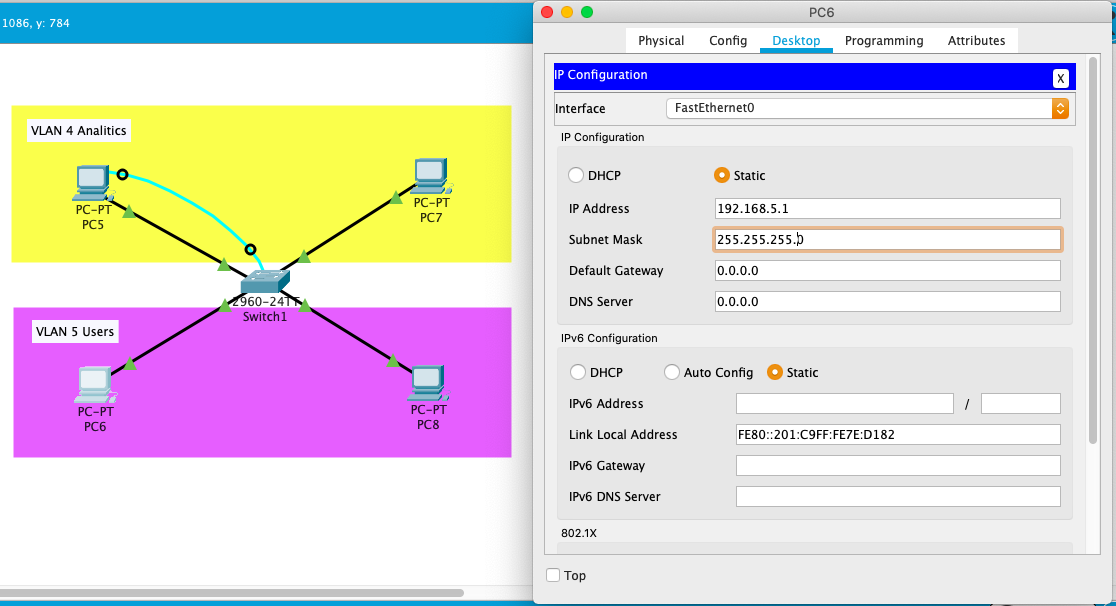 1086, y: 784
VLAN 4 Analitics
PC-PT
PC5
PC-PT
PC7
2960-24TT
Switch1
VLAN 5 Users
PC-PT
PC6
PC-PT
PC8
PC6
Physical Config Desktop Programming Attributes
IP Configuration
X
Interface FastEthernet0
IP Configuration
DHCP Static
IP Address 192.168.5.1
Subnet Mask 255.255.255.0
Default Gateway 0.0.0.0
DNS Server 0.0.0.0
IPv6 Configuration
DHCP Auto Config Static
IPv6 Address /
Link Local Address FE80::201:C9FF:FE7E:D182
IPv6 Gateway
IPv6 DNS Server
802.1X
Top